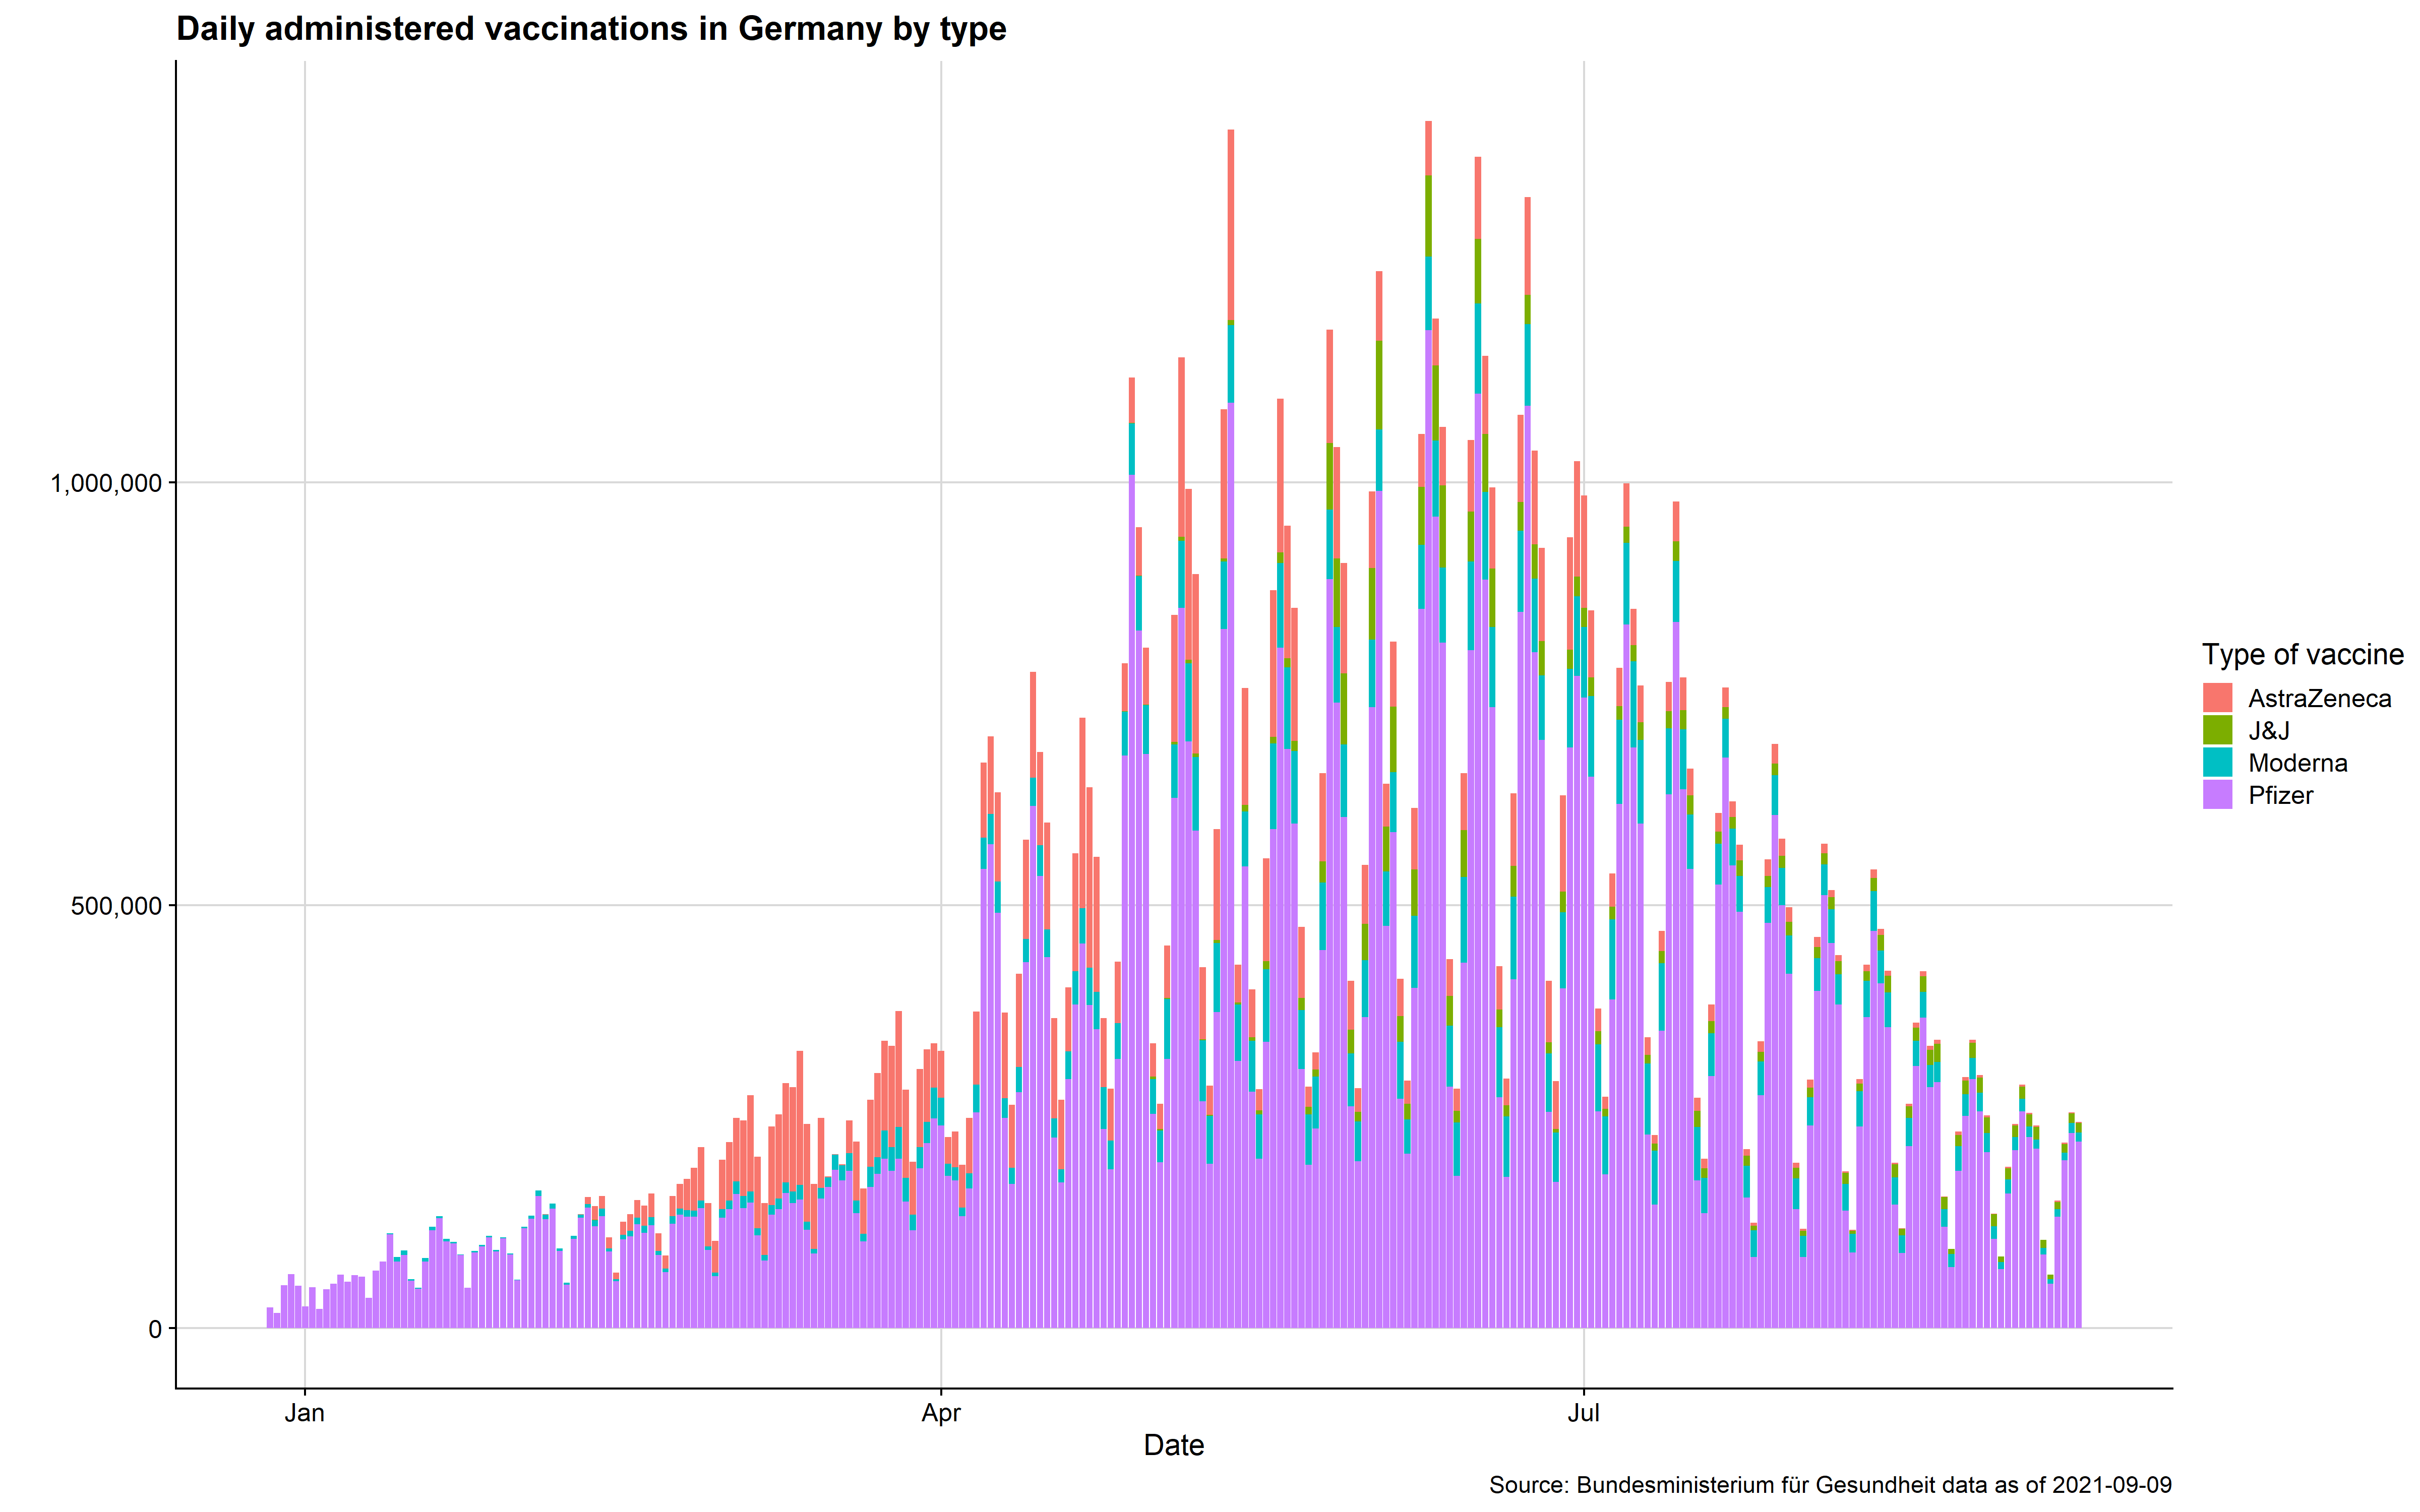 Daily administered vaccinations in Germany by type
1,000,000
500,000
0
Jan
Apr
Jul
Date
Type of vaccine
AstraZeneca
J&J
Moderna
Pfizer
Source: Bundesministerium für Gesundheit data as of 2021-09-09